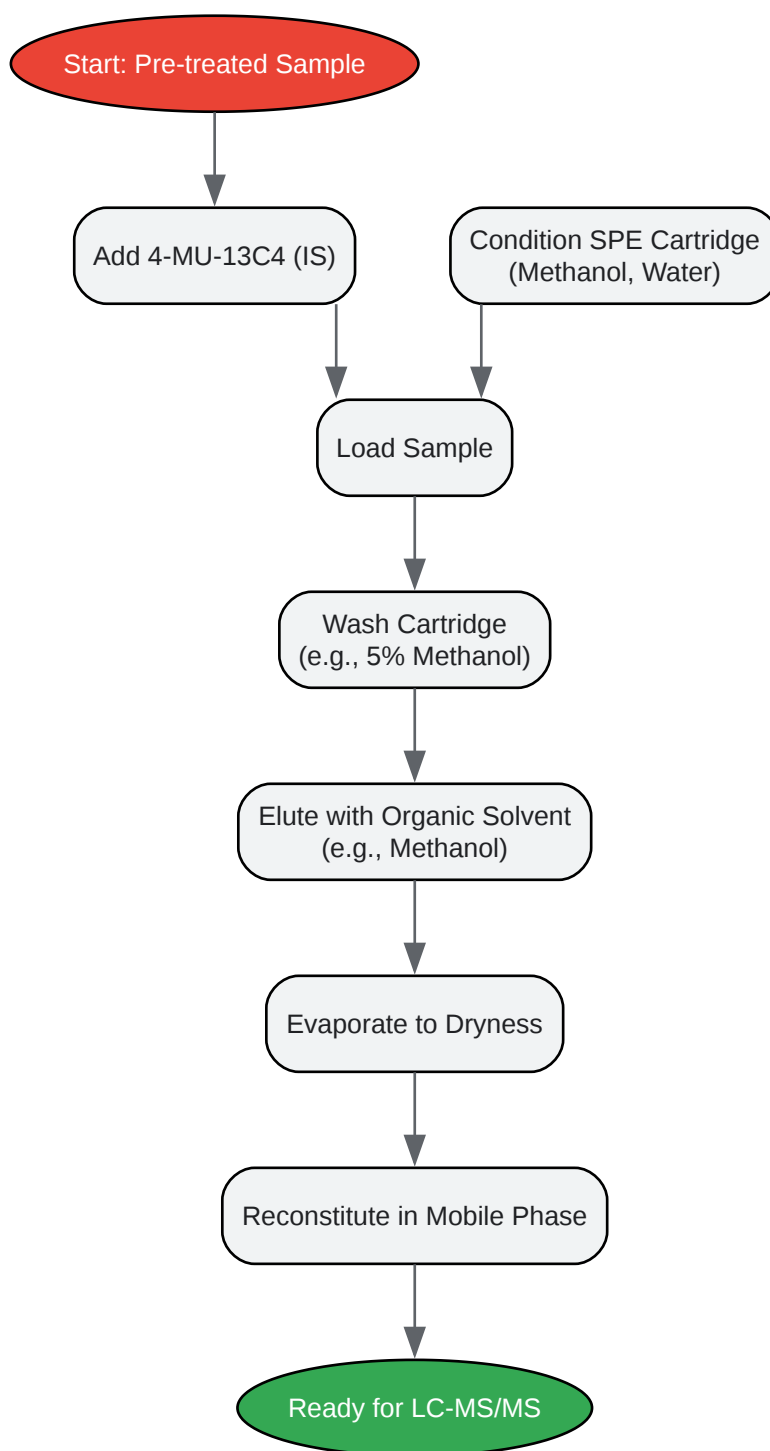 Start: Pre-treated Sample
Add 4-MU-13C4 (IS)
Condition SPE Cartridge
(Methanol, Water)
Load Sample
Wash Cartridge
(e.g., 5% Methanol)
Elute with Organic Solvent
(e.g., Methanol)
Evaporate to Dryness
Reconstitute in Mobile Phase
Ready for LC-MS/MS